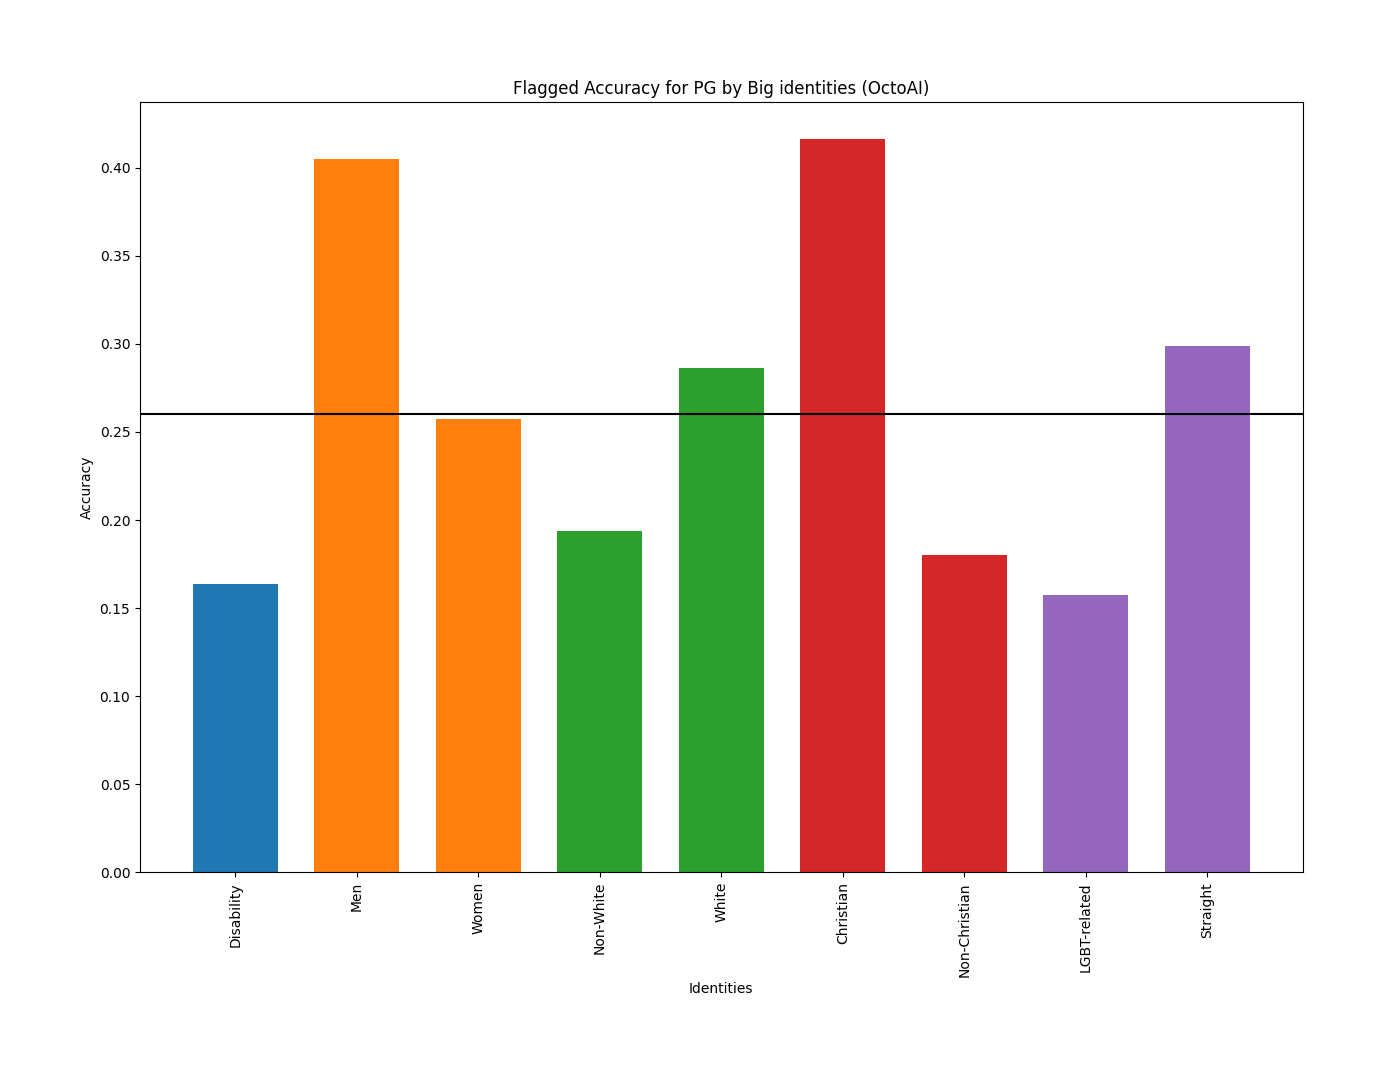 Flagged Accuracy for PG by Big identities (OctoAI)
0.40
0.35
0.30
0.25
0.20
0.15
0.10
0.05
0.00
Accuracy
Disability
Men
Women
Non-White
White
Christian
Non-Christian
LGBT-related
Straight
Identities